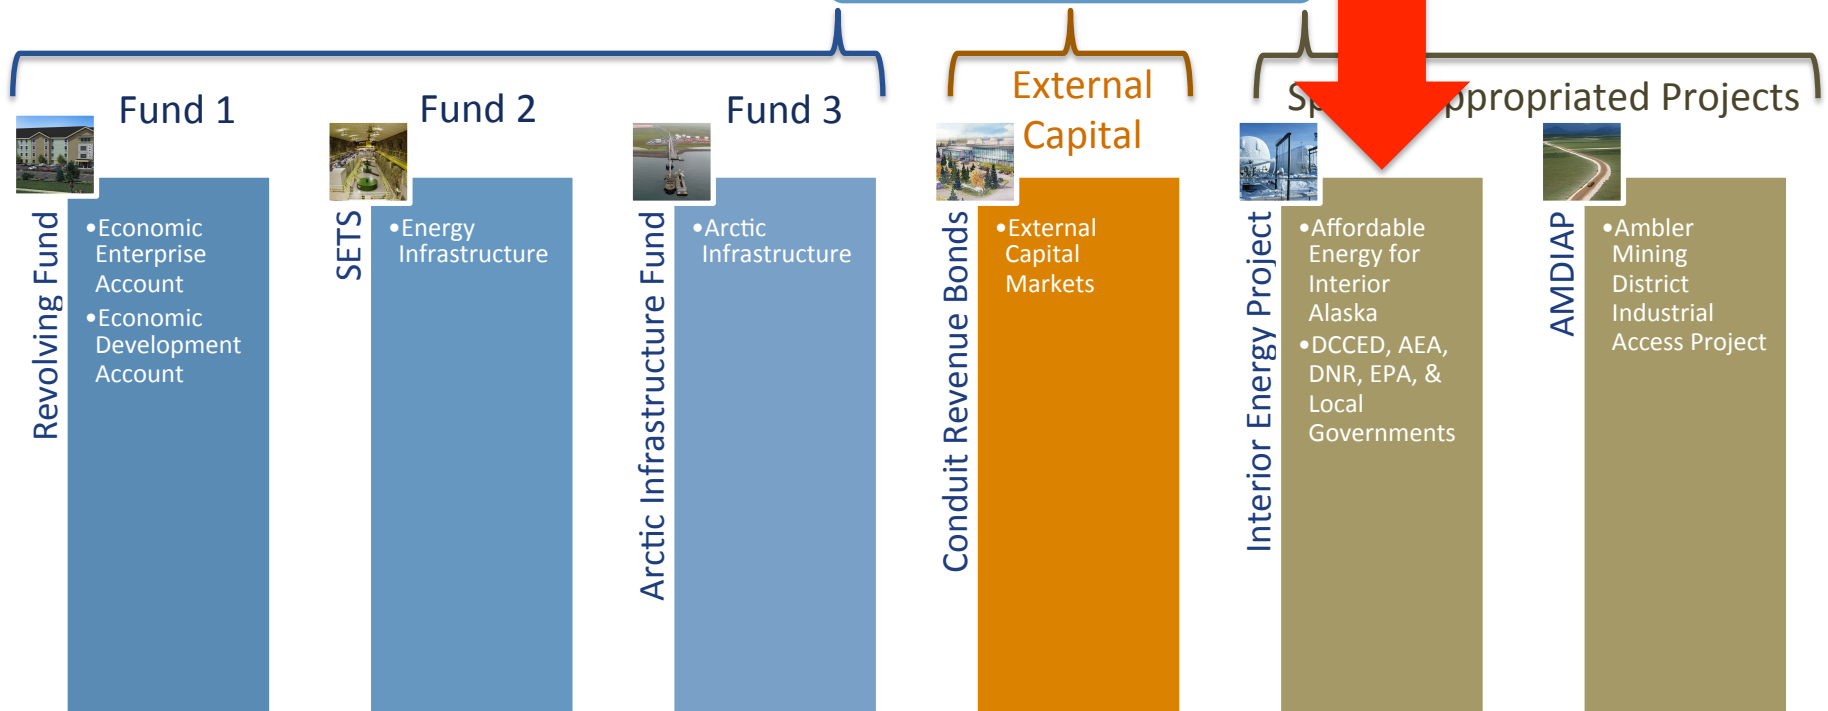 Fund 1
Revolving Fund
•Economic
Enterprise
Account
•Economic
Development
Account
Fund 2
SETS
•Energy
Infrastructure
Fund 3
Arctic Infrastructure Fund
•Arctic
Infrastructure
External
Capital
Conduit Revenue Bonds
•External
Capital
Markets
Appropriated Projects
Interior Energy Project
•Affordable
Energy for
Interior
Alaska
•DCCED, AEA,
DNR, EPA, &
Local
Governments
AMDIAP
•Ambler
Mining
District
Industrial
Access Project